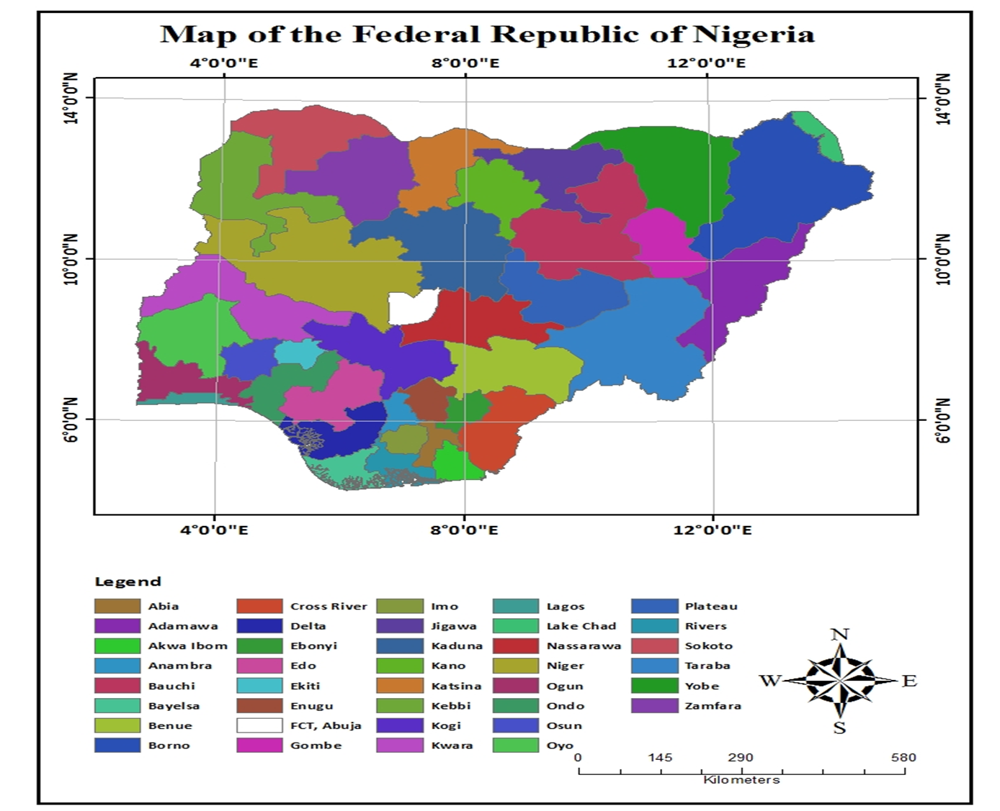 Map of the Federal Republic of Nigeria
4°0'0"E 8°0'0"E 12°0'0"E
14°0'0"N 14°0'0"N
10°0'0"N 10°0'0"N
6°0'0"N 6°0'0"N
4°0'0"E 8°0'0"E 12°0'0"E
Legend
Abia Cross River Imo Lagos Plateau
Adamawa Delta Jigawa Lake Chad Rivers
Akwa Ibom Ebonyi Kaduna Nassarawa Sokoto
Anambra Edo Kano Niger Taraba
Bauchi Ekiti Katsina Ogun Yobe
Bayelsa Enugu Kebbi Ondo Zamfara
Benue FCT, Abuja Kogi Osun
Borno Gombe Kwara Oyo
N
W E
S
0 145 290 580
Kilometers